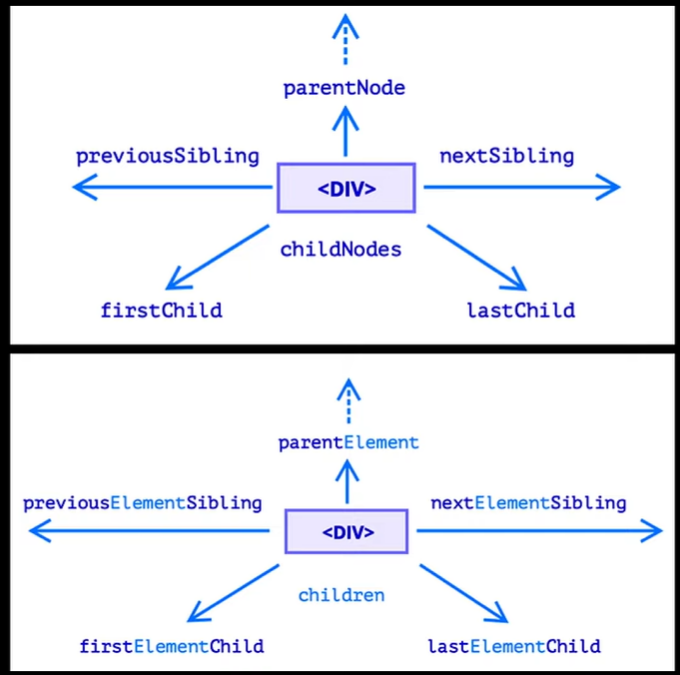 parentNode
previousSibling
nextSibling
<DIV>
childNodes
firstChild
lastChild
parentElement
previousElementSibling
nextElementSibling
<DIV>
children
firstElementChild
lastElementChild